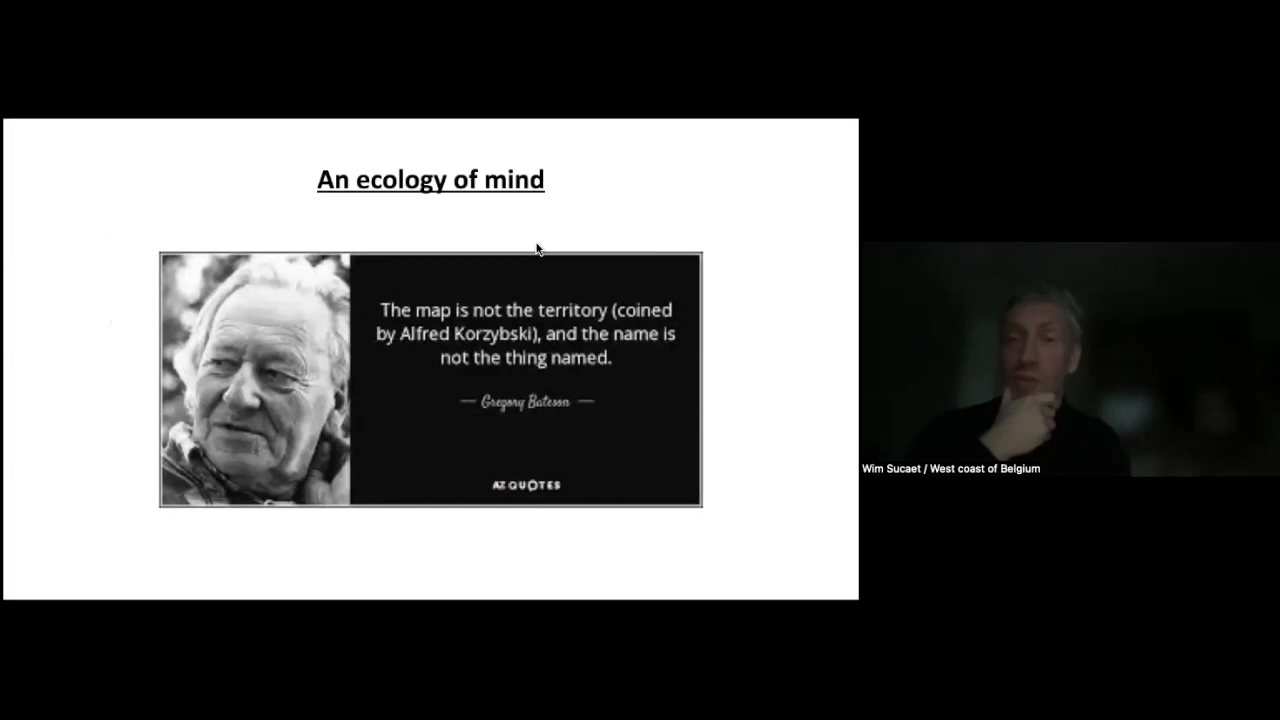 An ecology of mind
The map is not the territory (coined
by Alfred Korzybski), and the name is
not the thing named.
— Gregory Bateson —
AZ QUOTES
Wim Sucaet / West coast of Belgium